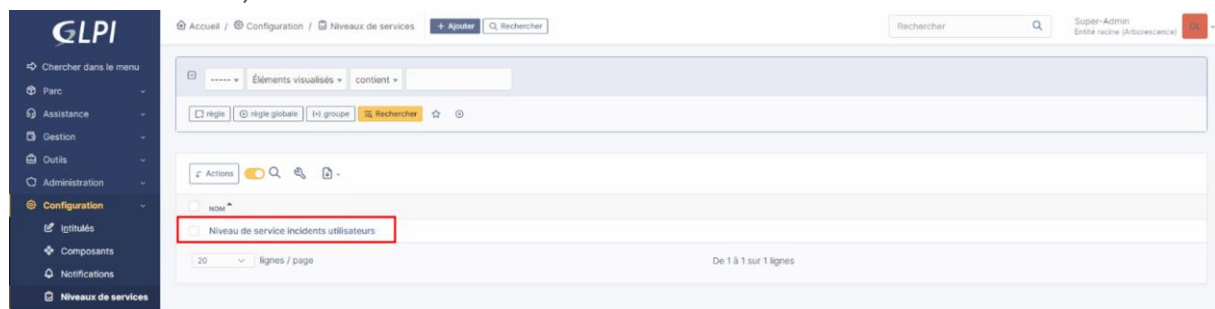 GLPI
Accueil / Configuration / Niveaux de services + Ajouter Rechercher
Rechercher
Super-Admin
Entité racine (Arborescence)
GL
Chercher dans le menu
Parc
Assistance
Gestion
Outils
Administration
Configuration
Intitulés
Composants
Notifications
Niveaux de services
----- Éléments visualisés contient
règle règle globale groupe Rechercher
Actions
NOM
Niveau de service incidents utilisateurs
20 lignes / page
De 1 à 1 sur 1 lignes